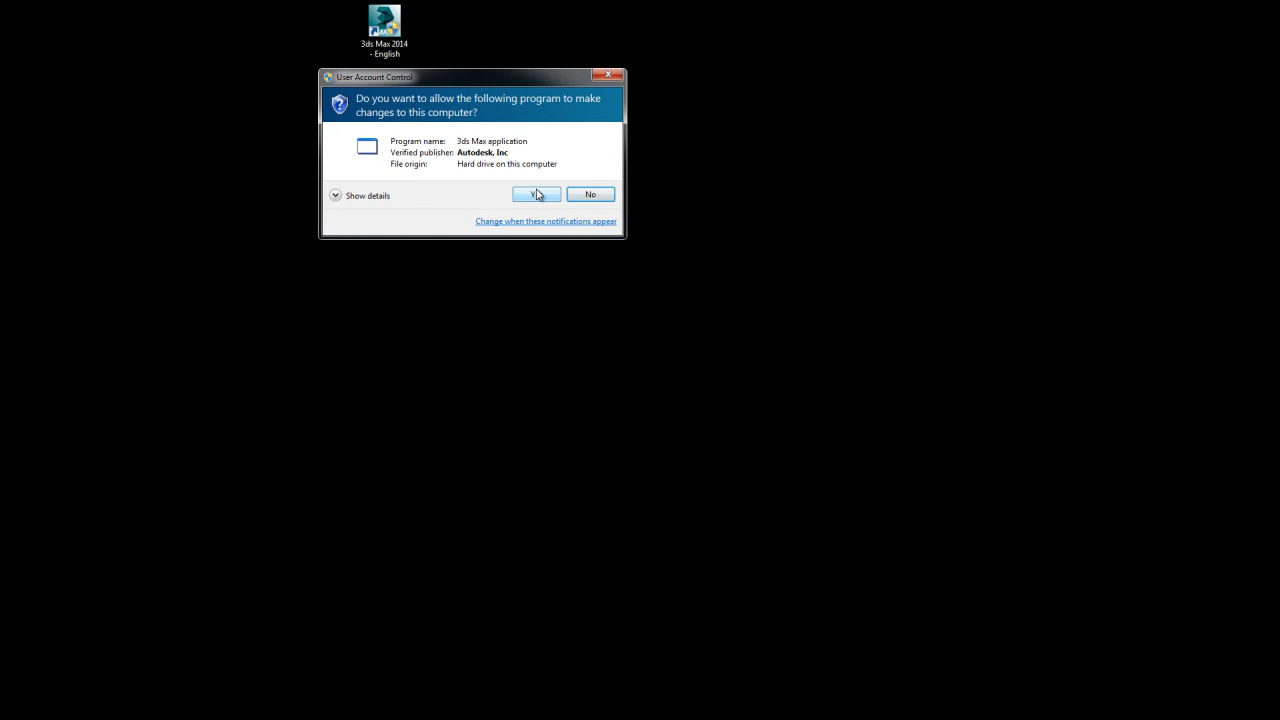 3ds Max 2014
- English
User Account Control
Do you want to allow the following program to make
changes to this computer?
Program name: 3ds Max application
Verified publisher: Autodesk, Inc
File origin: Hard drive on this computer
Show details
No
Change when these notifications appear